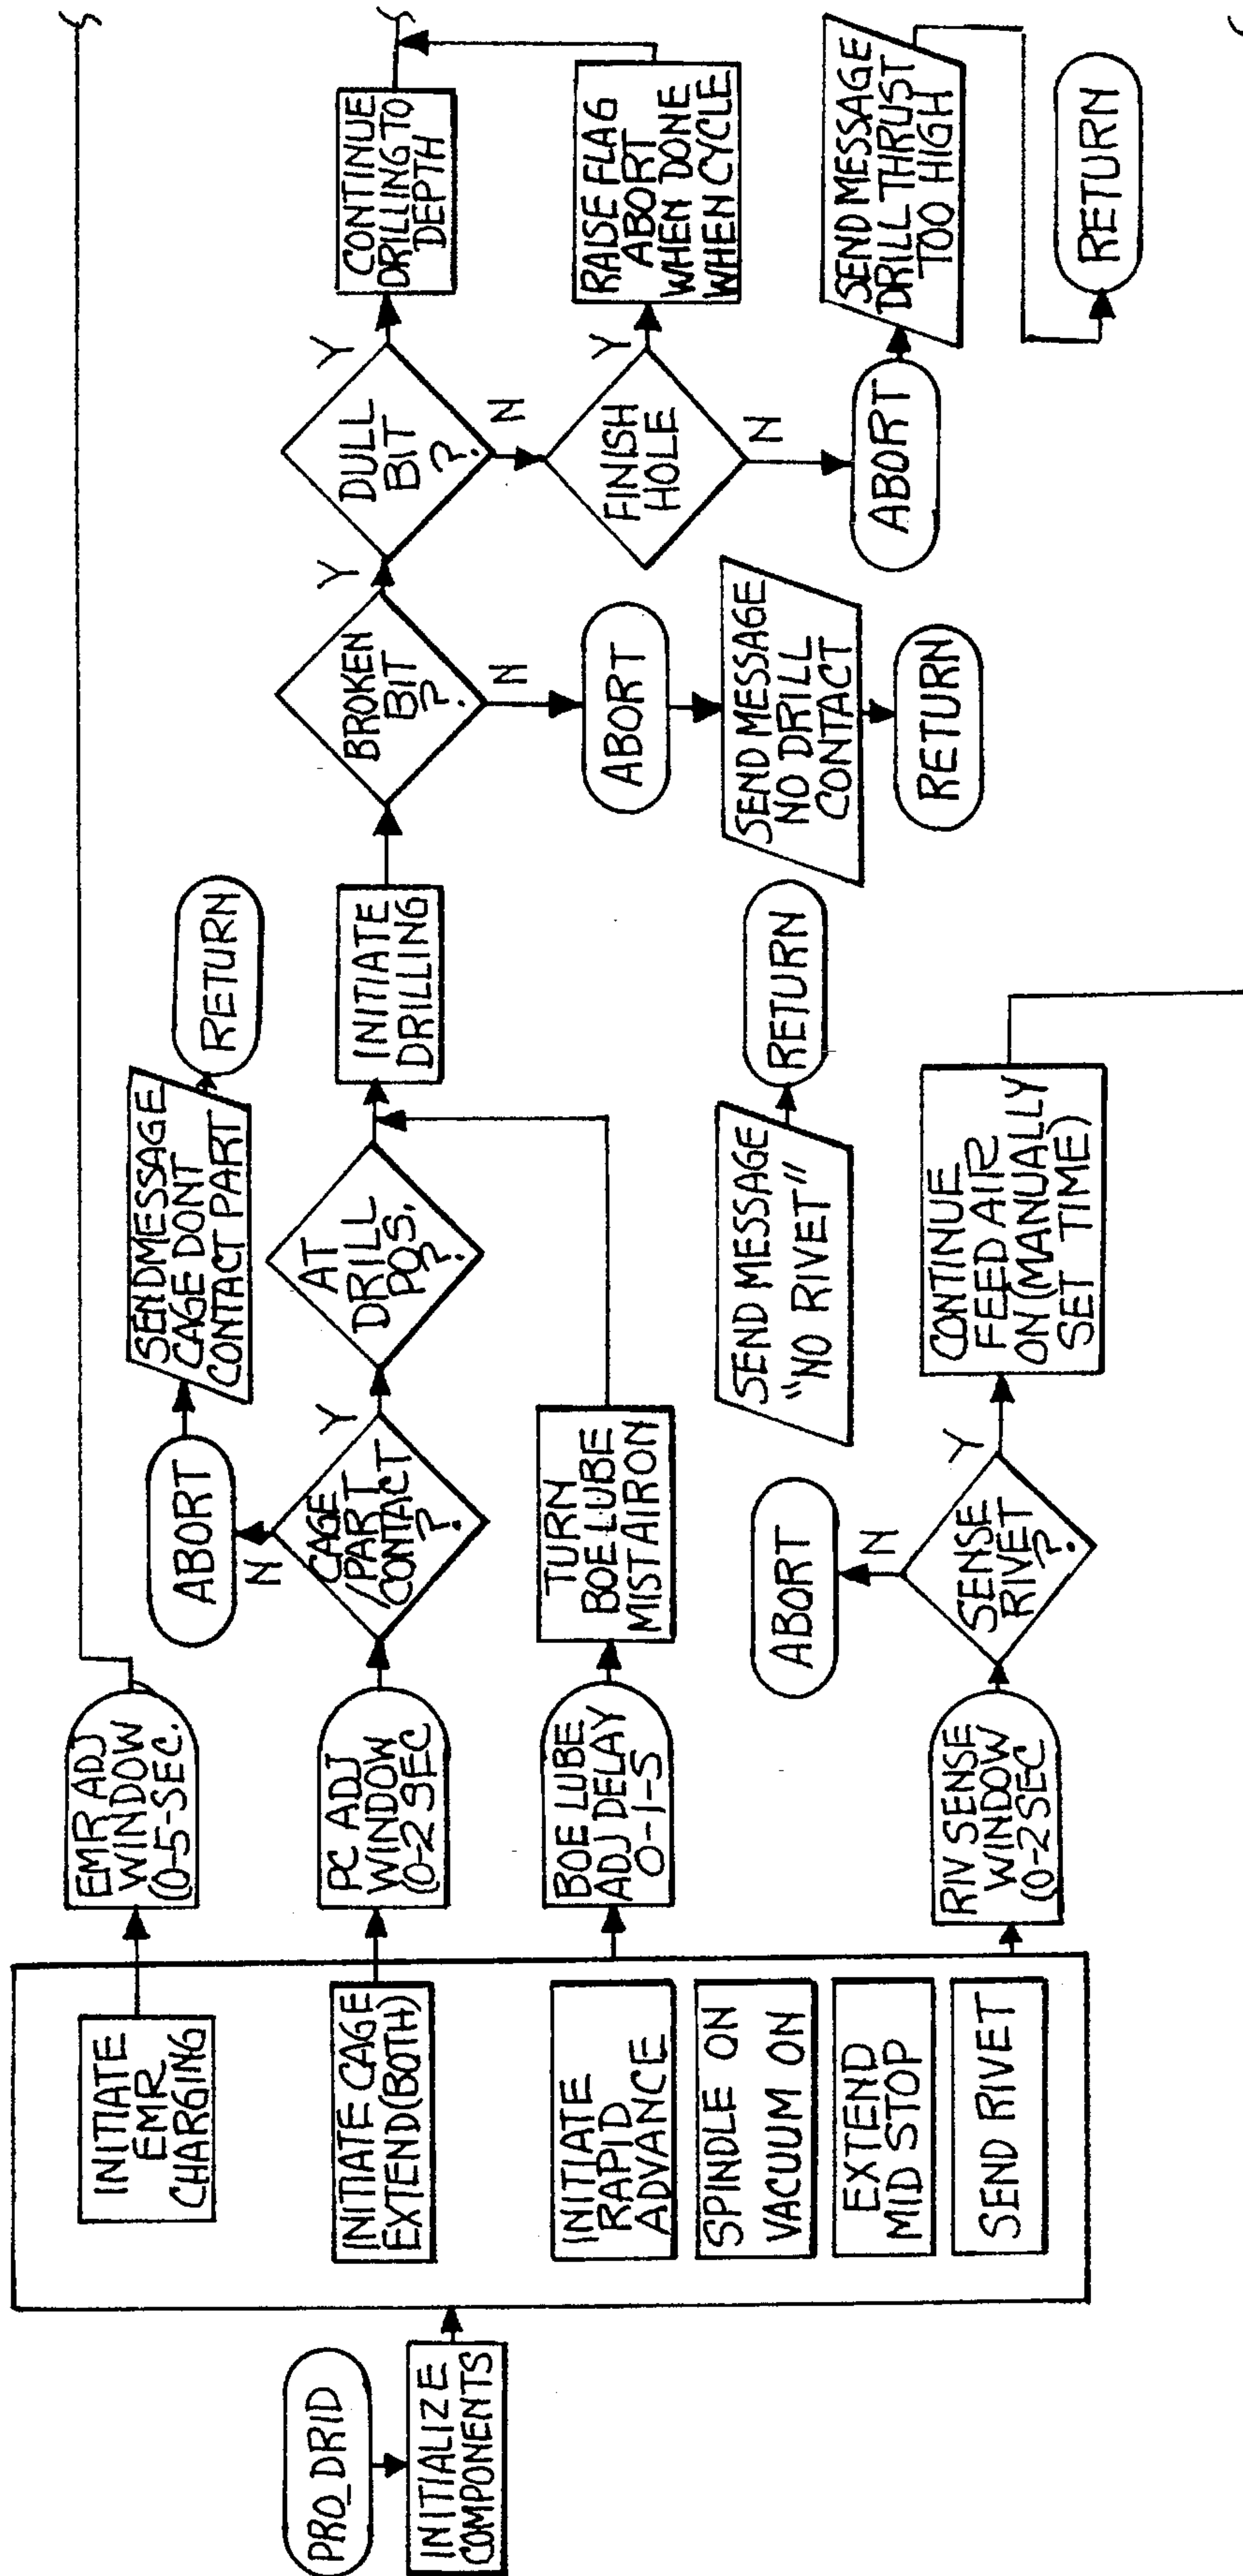 PRO_DRID
INITIALIZE
COMPONENTS
INITIATE
EMR
CHARGING
INITIATE CAGE
EXTEND(BOTH)
INITIATE
RAPID
ADVANCE
SPINDLE ON
VACUUM ON
EXTEND
MID STOP
SEND RIVET
EMR ADJ
WINDOW
(0-5-SEC.
PC ADJ
WINDOW
(0-2 SEC
BOE LUBE
ADJ DELAY
0-1-S
RIV SENSE
WINDOW
(0-2SEC
ABORT
N
CAGE
/PART
CONTACT
?
Y
SENDMESSAGE
CAGE DONT
CONTACT PART
RETURN
AT
DRILL
POS.
?
TURN
BOE LUBE
MISTAIRON
INITIATE
DRILLING
ABORT
N
SENSE
RIVET
?
Y
SEND MESSAGE
"NO RIVET"
RETURN
CONTINUE
FEED AIR
ON(MANUALLY
SET TIME)
BROKEN
BIT
?
Y
N
ABORT
SEND MESSAGE
NO DRILL
CONTACT
RETURN
DULL
BIT
?
Y
N
CONTINUE
DRILLING TO
DEPTH
FINISH
HOLE
Y
N
RAISE FLAG
ABORT
WHEN DONE
WHEN CYCLE
ABORT
SEND MESSAGE
DRILL THRUST
TOO HIGH
RETURN